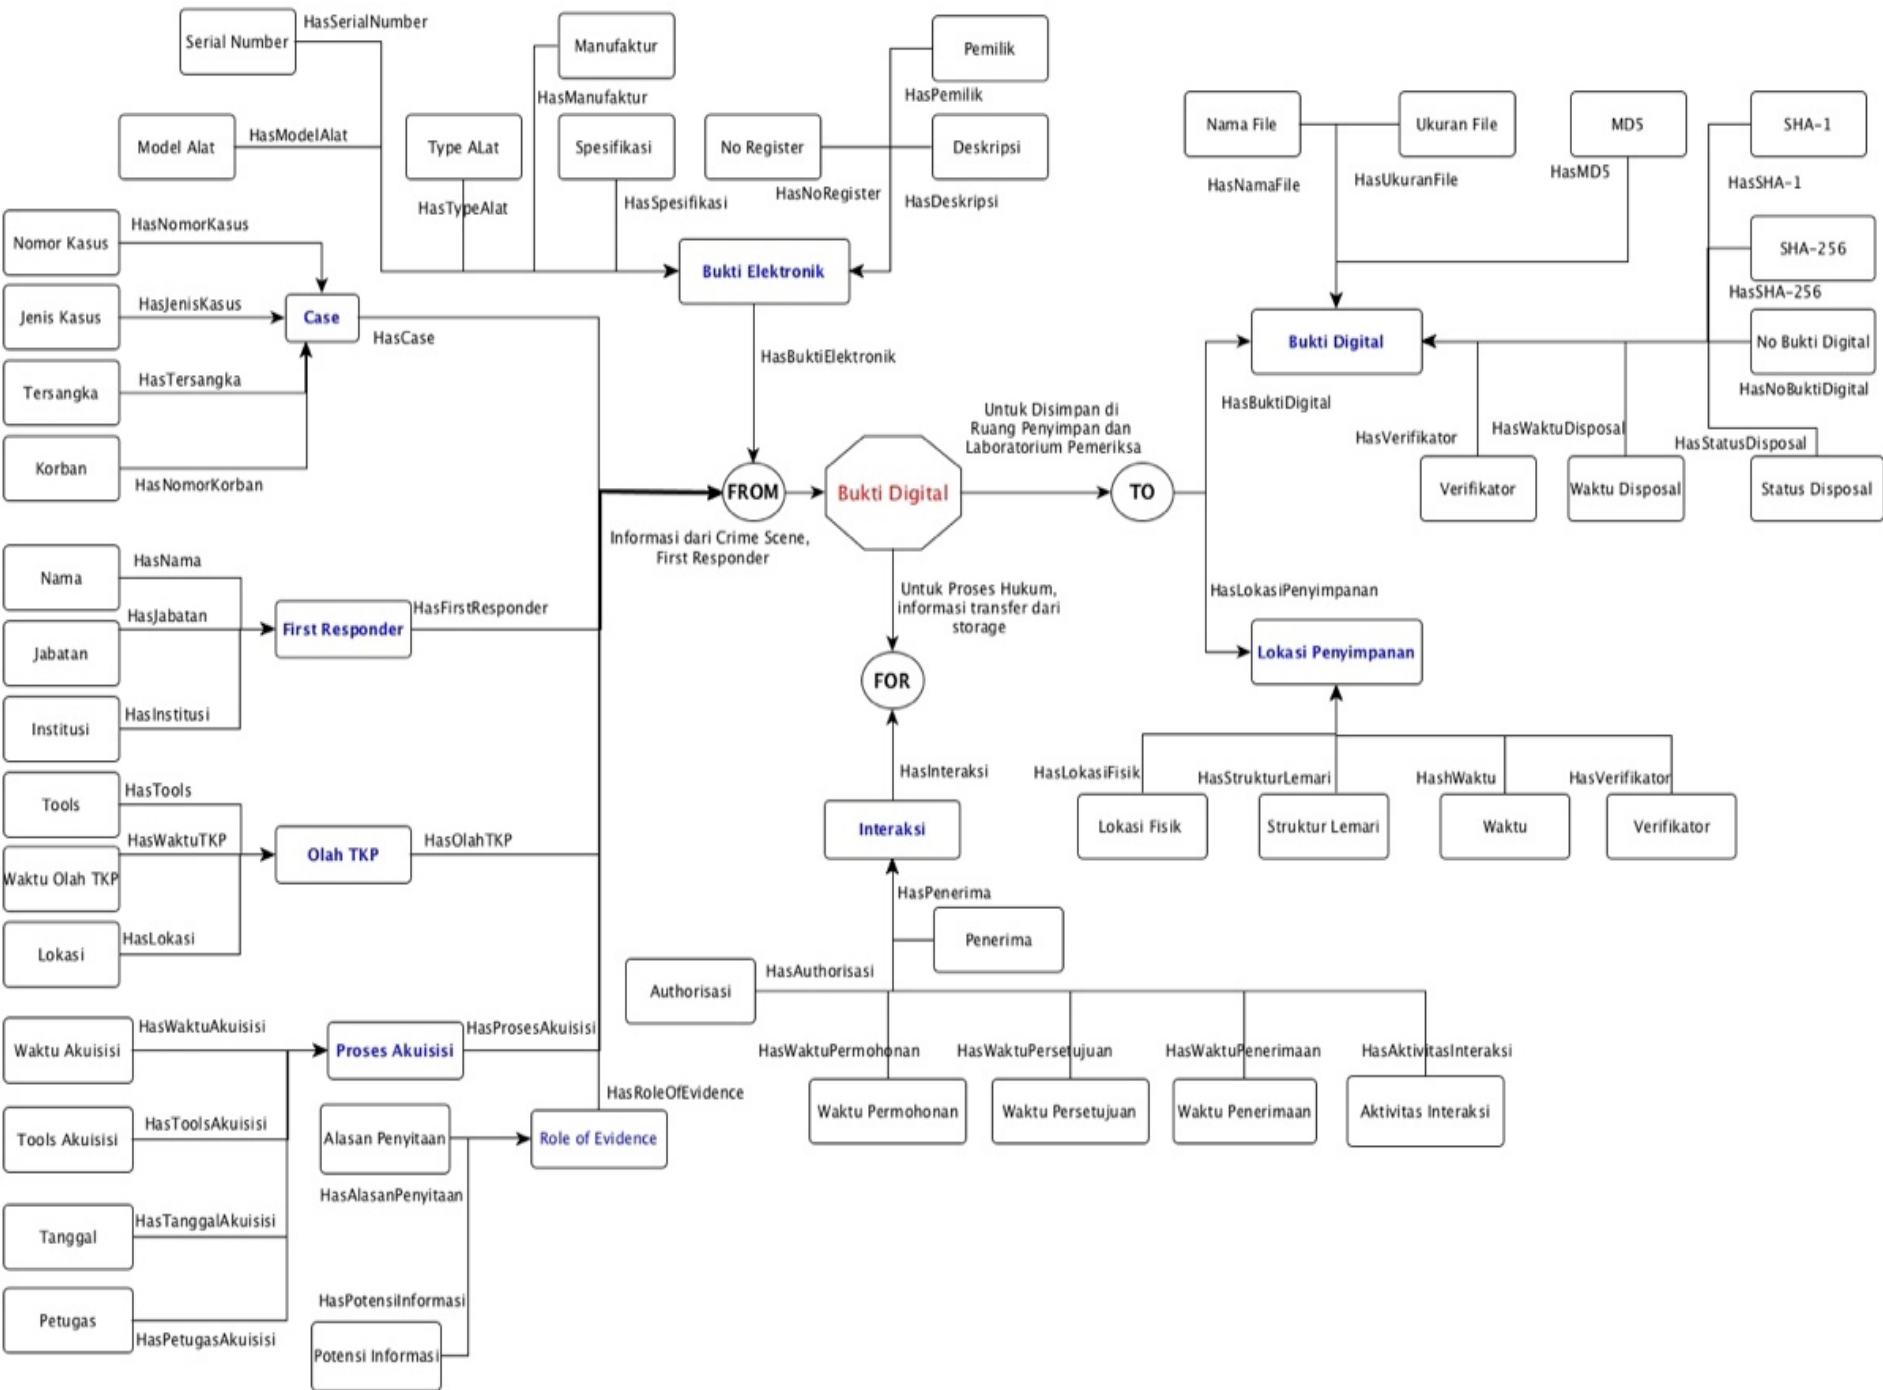 Serial Number
HasSerialNumber
Manufaktur
HasManufaktur
Pemilik
HasPemilik
Model Alat
HasModelAlat
Type ALat
HasTypeAlat
Spesifikasi
HasSpesifikasi
No Register
HasNoRegister
Deskripsi
HasDeskripsi
Bukti Elektronik
HasBuktiElektronik
Nomor Kasus
HasNomorKasus
Jenis Kasus
HasJenisKasus
Case
HasCase
Tersangka
HasTersangka
Korban
HasNomorKorban
Nama
HasNama
Jabatan
HasJabatan
First Responder
HasFirstResponder
Institusi
HasInstitusi
Tools
HasTools
Waktu Olah TKP
HasWaktuTKP
Olah TKP
HasOlahTKP
Lokasi
HasLokasi
Waktu Akuisisi
HasWaktuAkuisisi
Proses Akuisisi
HasProsesAkuisisi
Tools Akuisisi
HasToolsAkuisisi
Tanggal
HasTanggalAkuisisi
Petugas
HasPetugasAkuisisi
Alasan Penyitaan
HasAlasanPenyitaan
Role of Evidence
HasRoleOfEvidence
HasPotensiInformasi
Potensi Informasi
FROM
Informasi dari Crime Scene,
First Responder
Bukti Digital
Untuk Disimpan di
Ruang Penyimpan dan
Laboratorium Pemeriksa
TO
Untuk Proses Hukum,
informasi transfer dari
storage
FOR
HasInteraksi
Interaksi
HasPenerima
Penerima
Authorisasi
HasAuthorisasi
HasWaktuPermohonan
Waktu Permohonan
HasWaktuPersetujuan
Waktu Persetujuan
HasWaktuPenerimaan
Waktu Penerimaan
HasAktivitasInteraksi
Aktivitas Interaksi
Nama File
HasNamaFile
Ukuran File
HasUkuranFile
MD5
HasMD5
SHA-1
HasSHA-1
SHA-256
HasSHA-256
Bukti Digital
HasBuktiDigital
No Bukti Digital
HasNoBuktiDigital
HasVerifikator
Verifikator
HasWaktuDisposal
Waktu Disposal
HasStatusDisposal
Status Disposal
HasLokasiPenyimpanan
Lokasi Penyimpanan
HasLokasiFisik
Lokasi Fisik
HasStrukturLemari
Struktur Lemari
HashWaktu
Waktu
HasVerifikator
Verifikator